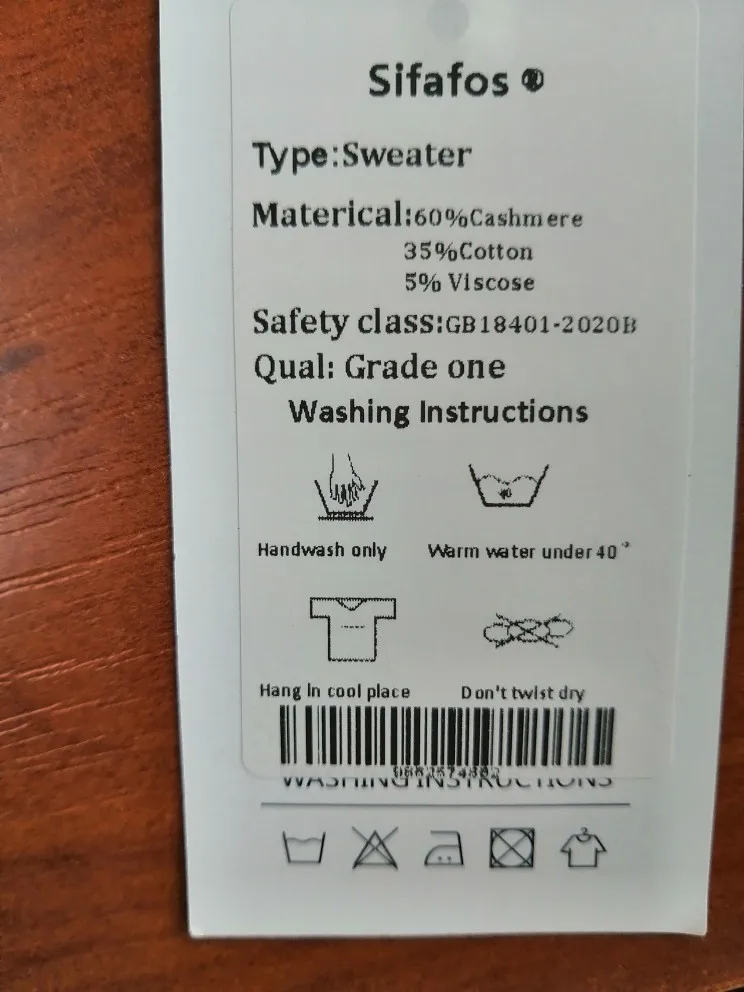 Sifafos ®
Type:Sweater
Materical:60%Cashmere
35%Cotton
5% Viscose
Safety class:GB18401-2020B
Qual: Grade one
Washing Instructions
Handwash only
Warm water under 40°
Hang in cool place
Don't twist dry
WASHING INSTRUCTIONS